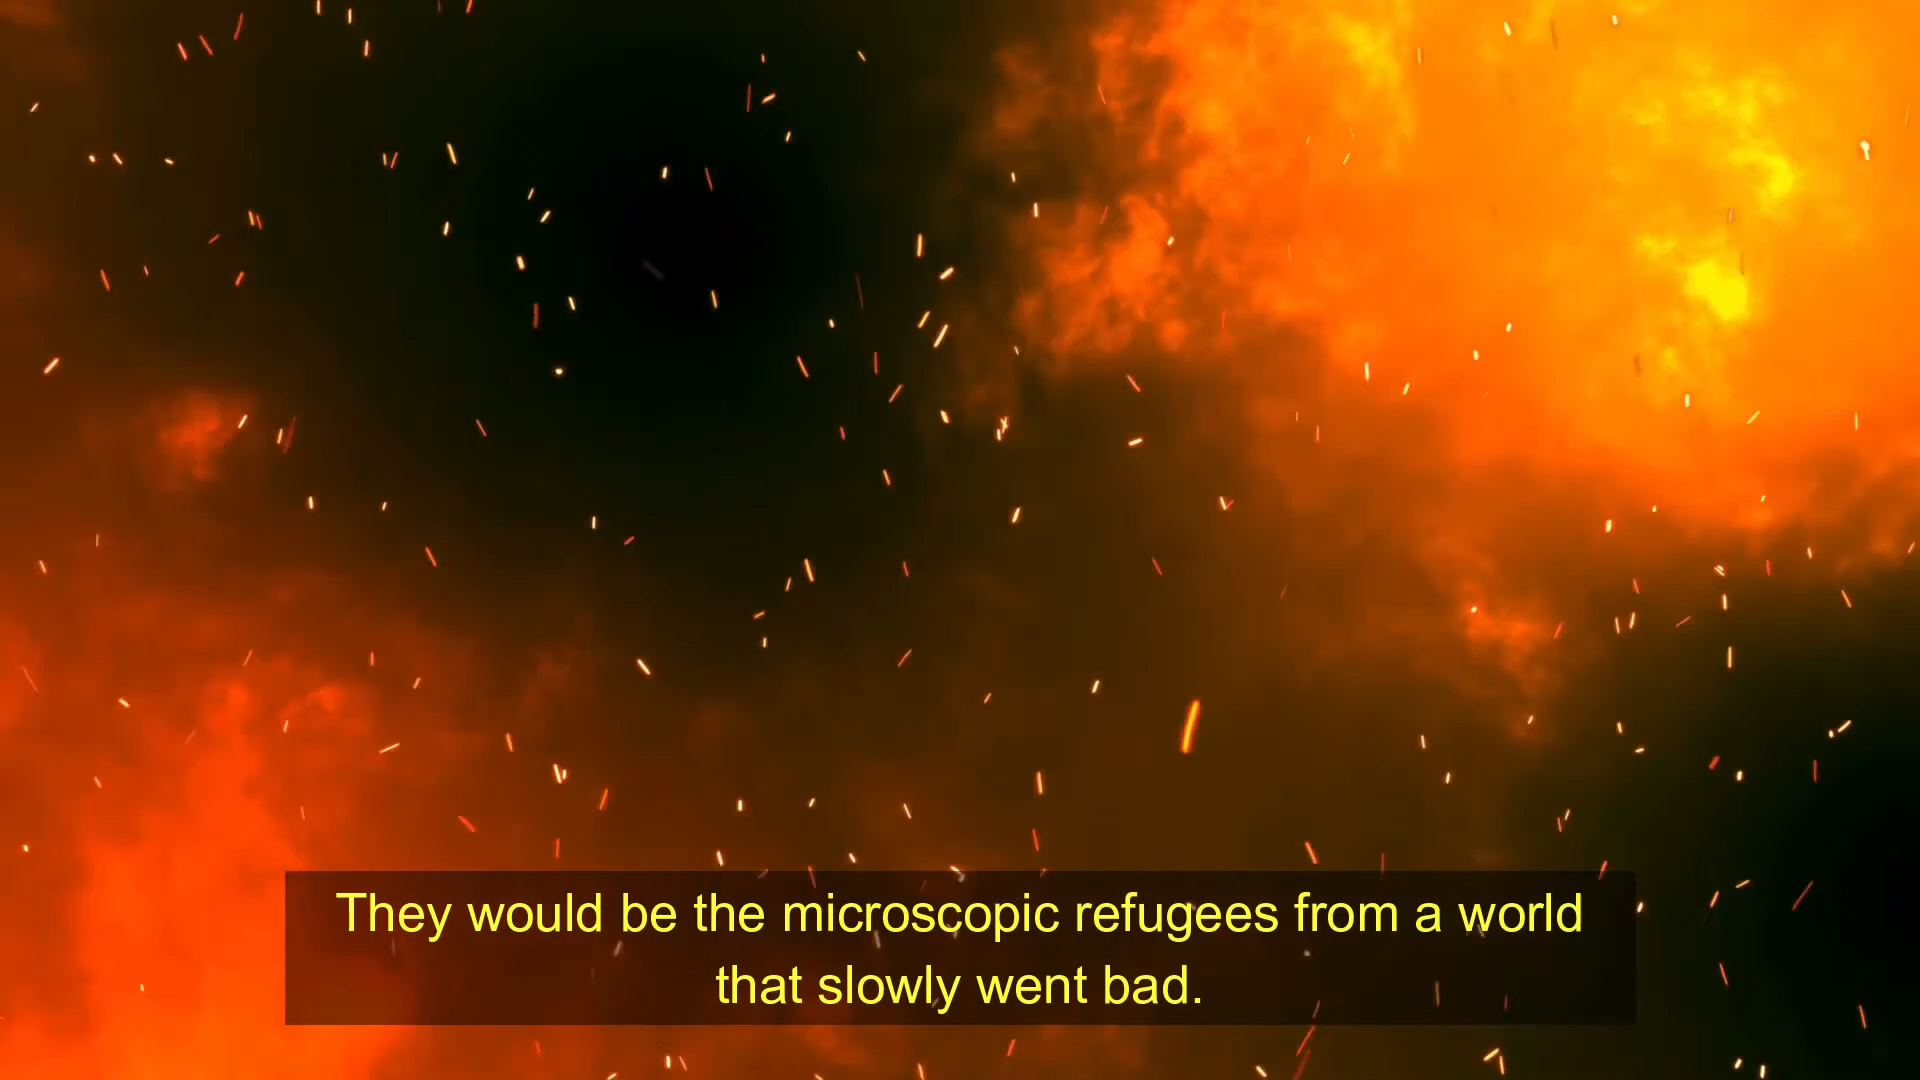 They would be the microscopic refugees from a world
that slowly went bad.